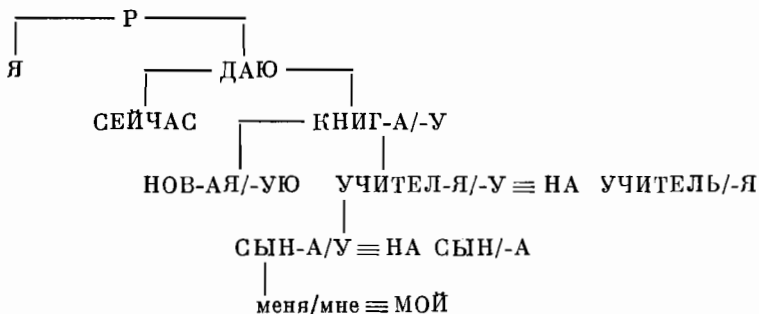 Р
Я ДАЮ
СЕЙЧАС КНИГ-А/-У
НОВ-АЯ/-УЮ УЧИТЕЛ-Я/-У ≡ НА УЧИТЕЛЬ/-Я
СЫН-А/У ≡ НА СЫН/-А
меня/мне ≡ МОЙ